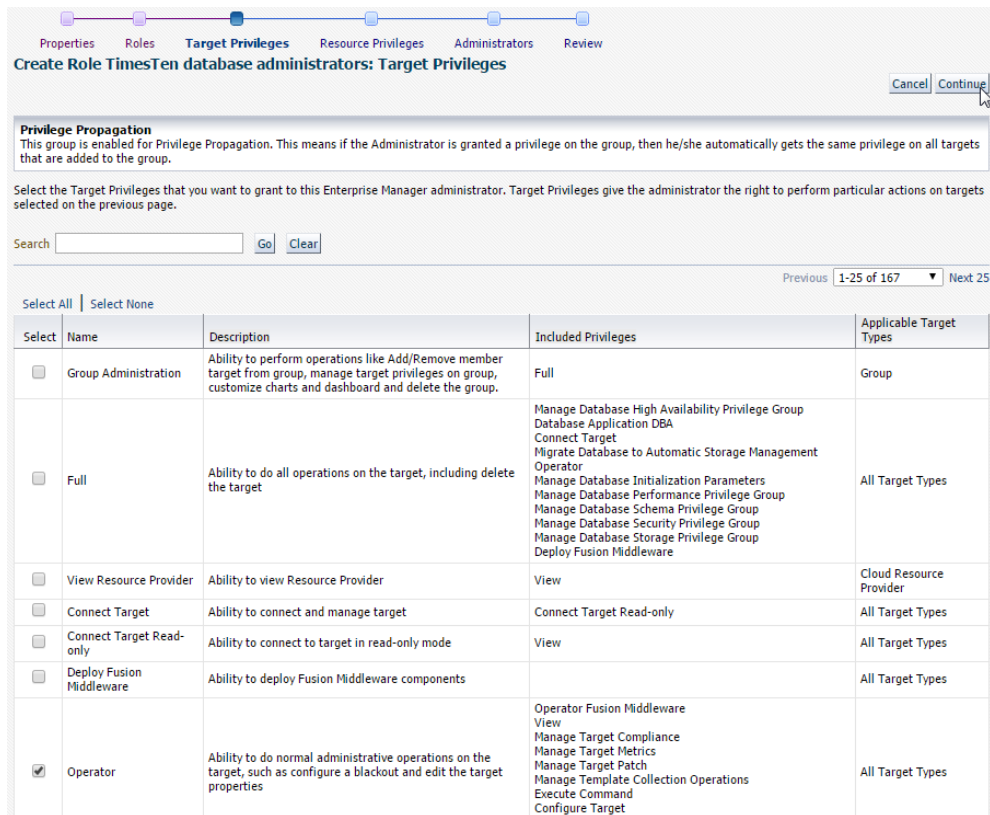 Properties Roles Target Privileges Resource Privileges Administrators Review
Create Role TimesTen database administrators: Target Privileges
Cancel Continue
Privilege Propagation
This group is enabled for Privilege Propagation. This means if the Administrator is granted a privilege on the group, then he/she automatically gets the same privilege on all targets
that are added to the group.
Select the Target Privileges that you want to grant to this Enterprise Manager administrator. Target Privileges give the administrator the right to perform particular actions on targets
selected on the previous page.
Search Go Clear
Previous 1-25 of 167 Next 25
Select All | Select None
Select Name Description Included Privileges Applicable Target
Types
Group Administration
Ability to perform operations like Add/Remove member
target from group, manage target privileges on group,
customize charts and dashboard and delete the group.
Full
Group
Full
Ability to do all operations on the target, including delete
the target
Manage Database High Availability Privilege Group
Database Application DBA
Connect Target
Migrate Database to Automatic Storage Management
Operator
Manage Database Initialization Parameters
Manage Database Performance Privilege Group
Manage Database Schema Privilege Group
Manage Database Security Privilege Group
Manage Database Storage Privilege Group
Deploy Fusion Middleware
All Target Types
View Resource Provider
Ability to view Resource Provider
View
Cloud Resource
Provider
Connect Target
Ability to connect and manage target
Connect Target Read-only
All Target Types
Connect Target Read-
only
Ability to connect to target in read-only mode
View
All Target Types
Deploy Fusion
Middleware
Ability to deploy Fusion Middleware components
All Target Types
Operator
Ability to do normal administrative operations on the
target, such as configure a blackout and edit the target
properties
Operator Fusion Middleware
View
Manage Target Compliance
Manage Target Metrics
Manage Target Patch
Manage Template Collection Operations
Execute Command
Configure Target
All Target Types